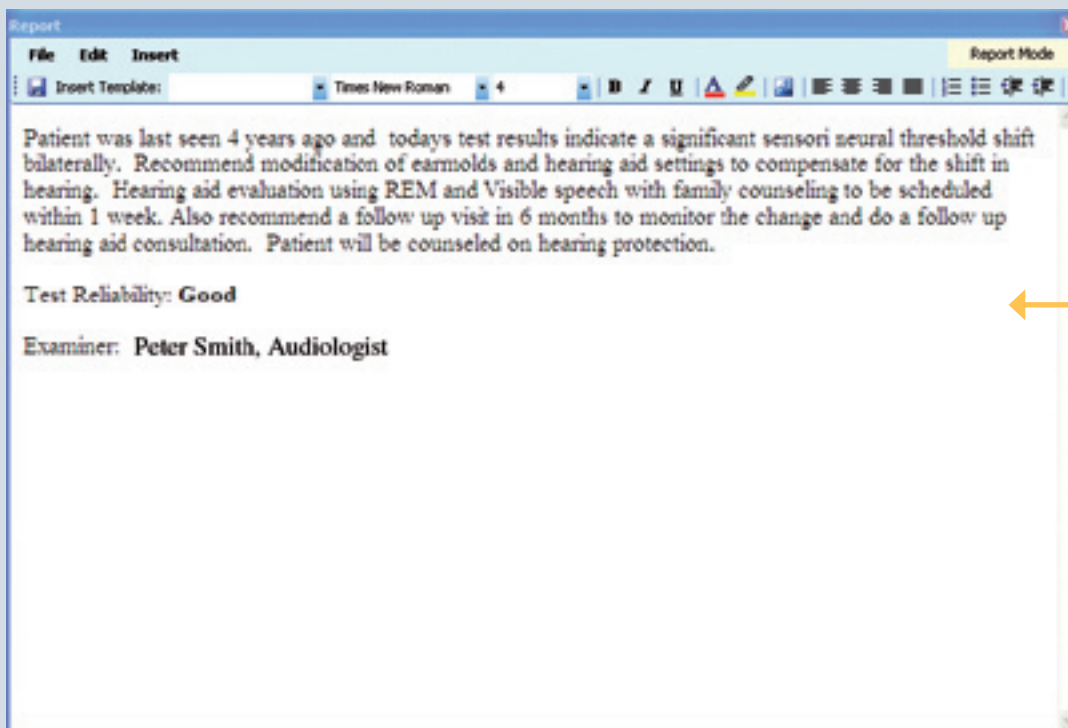 Report
File Edit Insert Report Mode
Insert Template: Times New Roman 4 B I U A
Patient was last seen 4 years ago and  todays test results indicate a significant sensori neural threshold shift
bilaterally.  Recommend modification of earmolds and hearing aid settings to compensate for the shift in
hearing.  Hearing aid evaluation using REM and Visible speech with family counseling to be scheduled
within 1 week. Also recommend a follow up visit in 6 months to monitor the change and do a follow up
hearing aid consultation.  Patient will be counseled on hearing protection.
Test Reliability: Good
Examiner:  Peter Smith, Audiologist